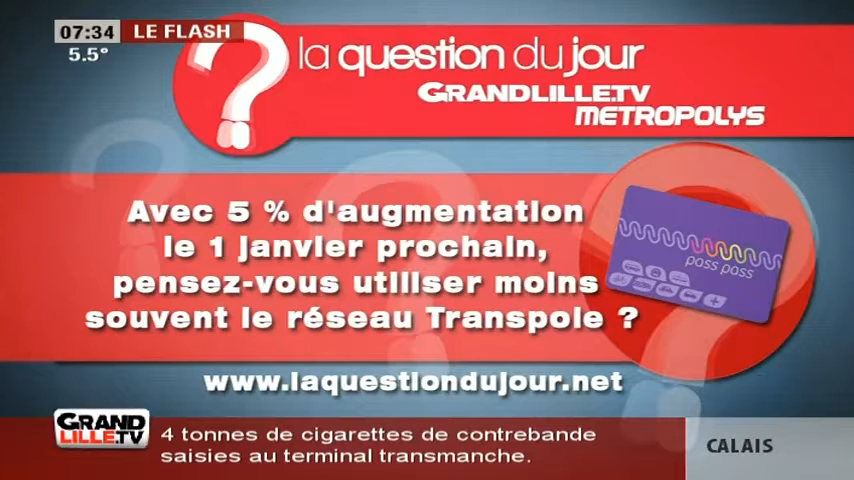 07:34 LE FLASH
5.5°
la question du jour
GRANDLILLE.TV
METROPOLYS
Avec 5 % d'augmentation
le 1 janvier prochain,
pensez-vous utiliser moins
souvent le réseau Transpole ?
pass pass
www.laquestiondujour.net
GRAND
LILLE.TV
4 tonnes de cigarettes de contrebande
saisies au terminal transmanche.
CALAIS